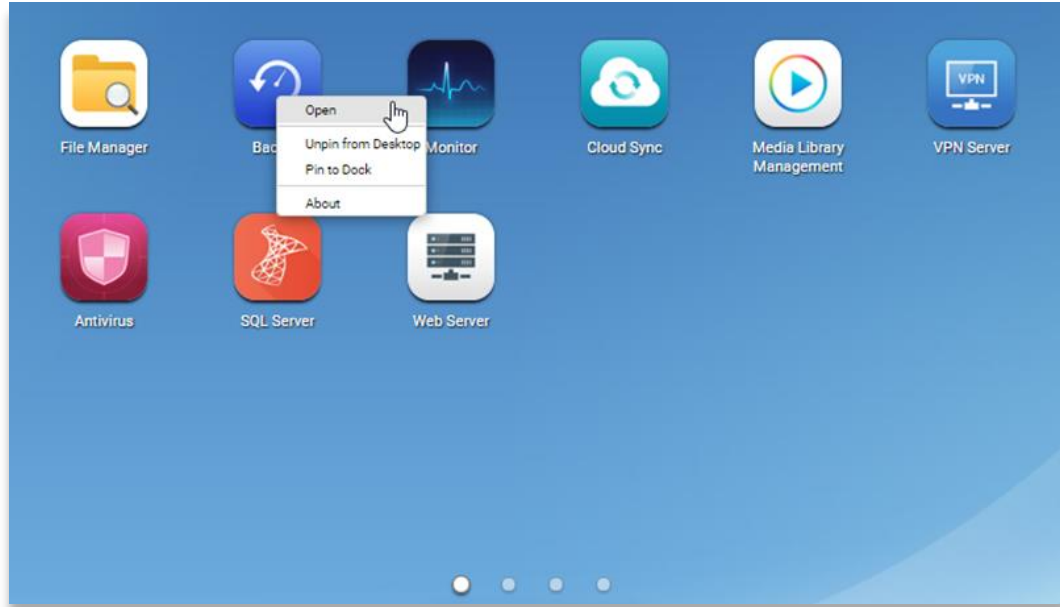 VPN
File Manager
Bac
Monitor
Cloud Sync
Media Library
Management
VPN Server
Open
Unpin from Desktop
Pin to Dock
About
Antivirus
SQL Server
Web Server